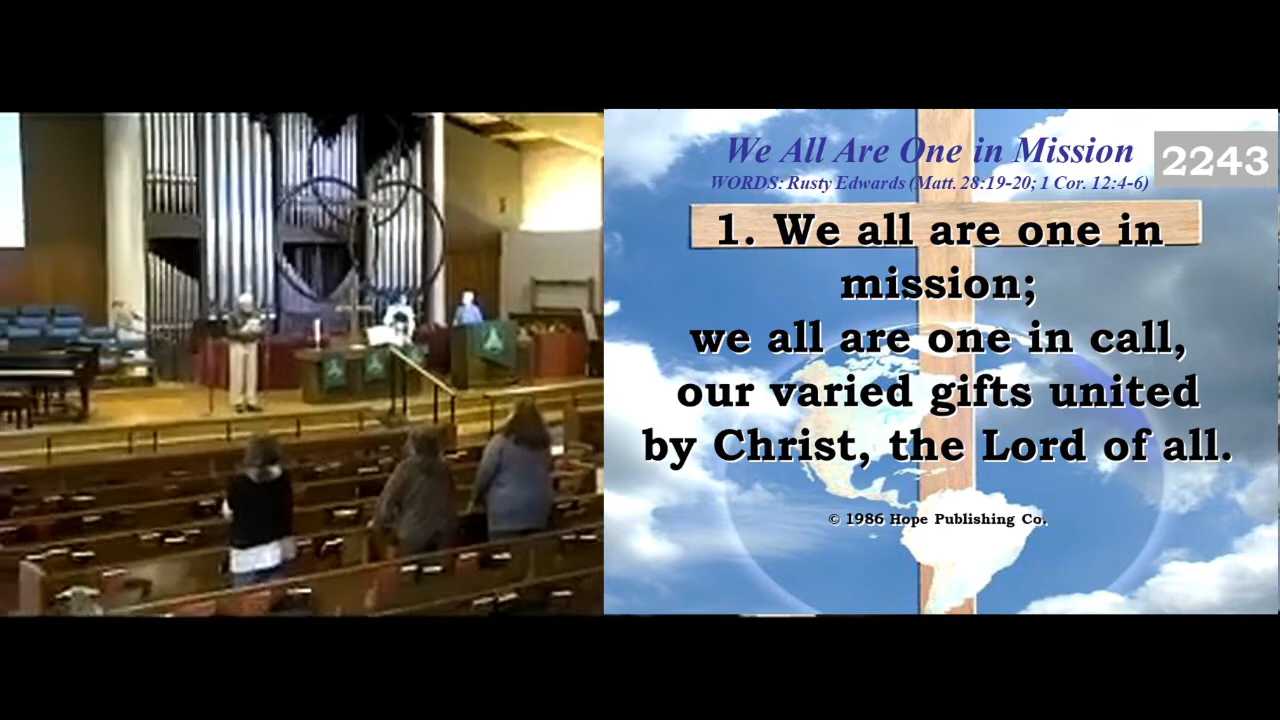 We All Are One in Mission
2243
WORDS: Rusty Edwards (Matt. 28:19-20; 1 Cor. 12:4-6)
1. We all are one in
mission;
we all are one in call,
our varied gifts united
by Christ, the Lord of all.
© 1986 Hope Publishing Co.